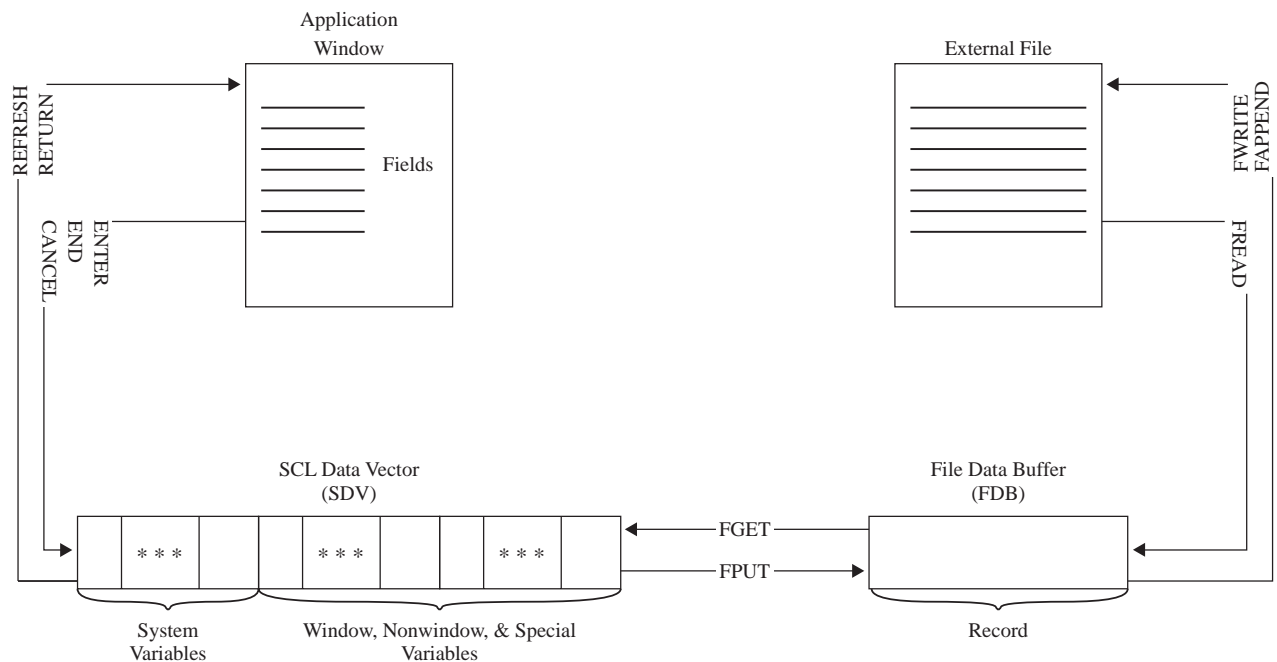 Application
Window
External File
REFRESH
RETURN
Fields
FAPPEND
FWRITE
ENTER
END
CANCEL
FREAD
SCL Data Vector
(SDV)
File Data Buffer
(FDB)
* * *
* * *
* * *
FGET
FPUT
System
Variables
Window, Nonwindow, & Special
Variables
Record